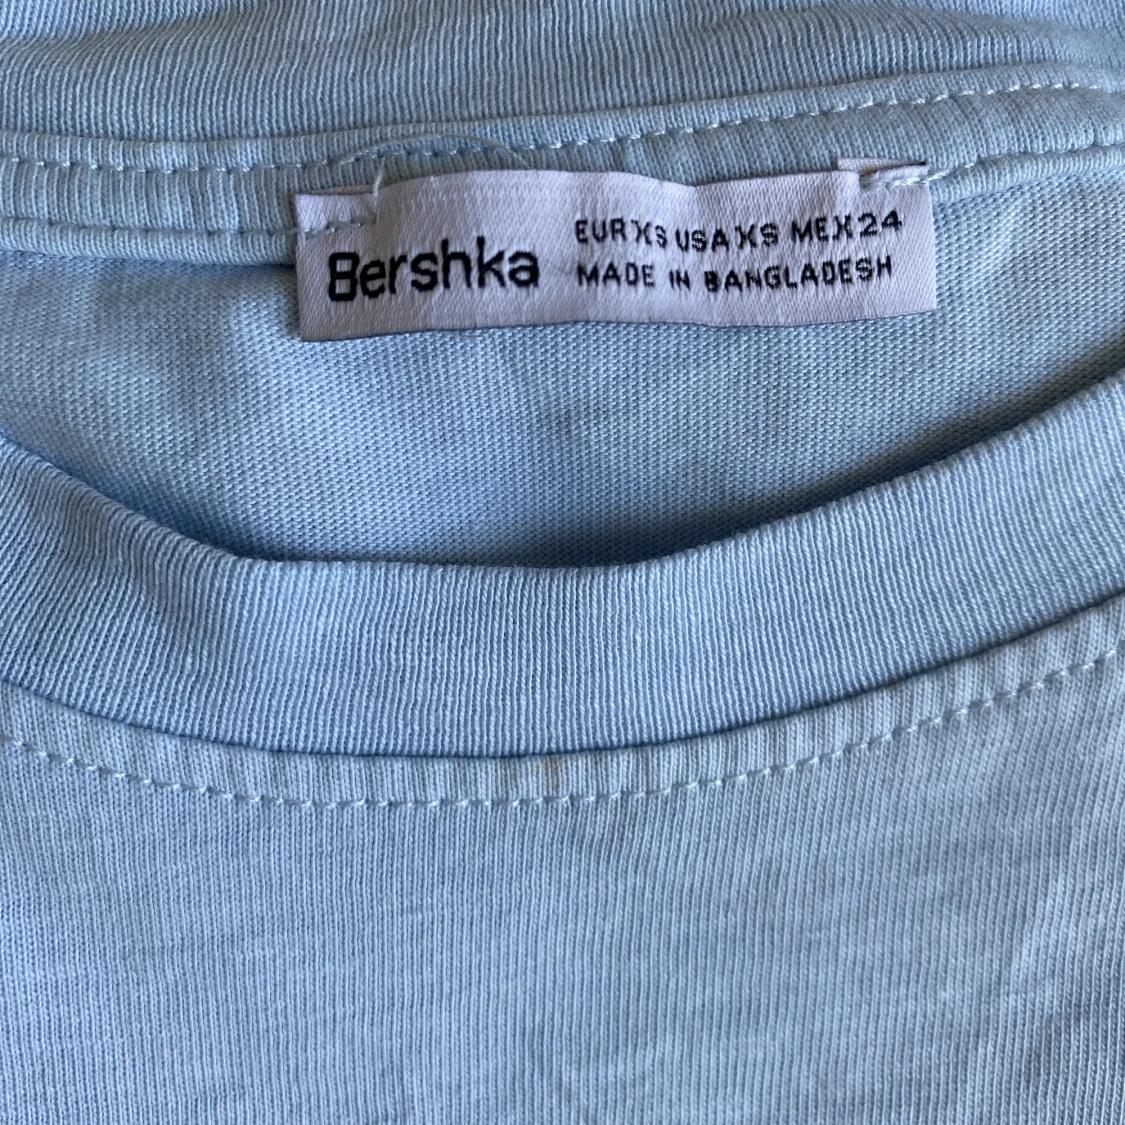 Bershka
EUR XS USA XS MEX 24
MADE IN BANGLADESH